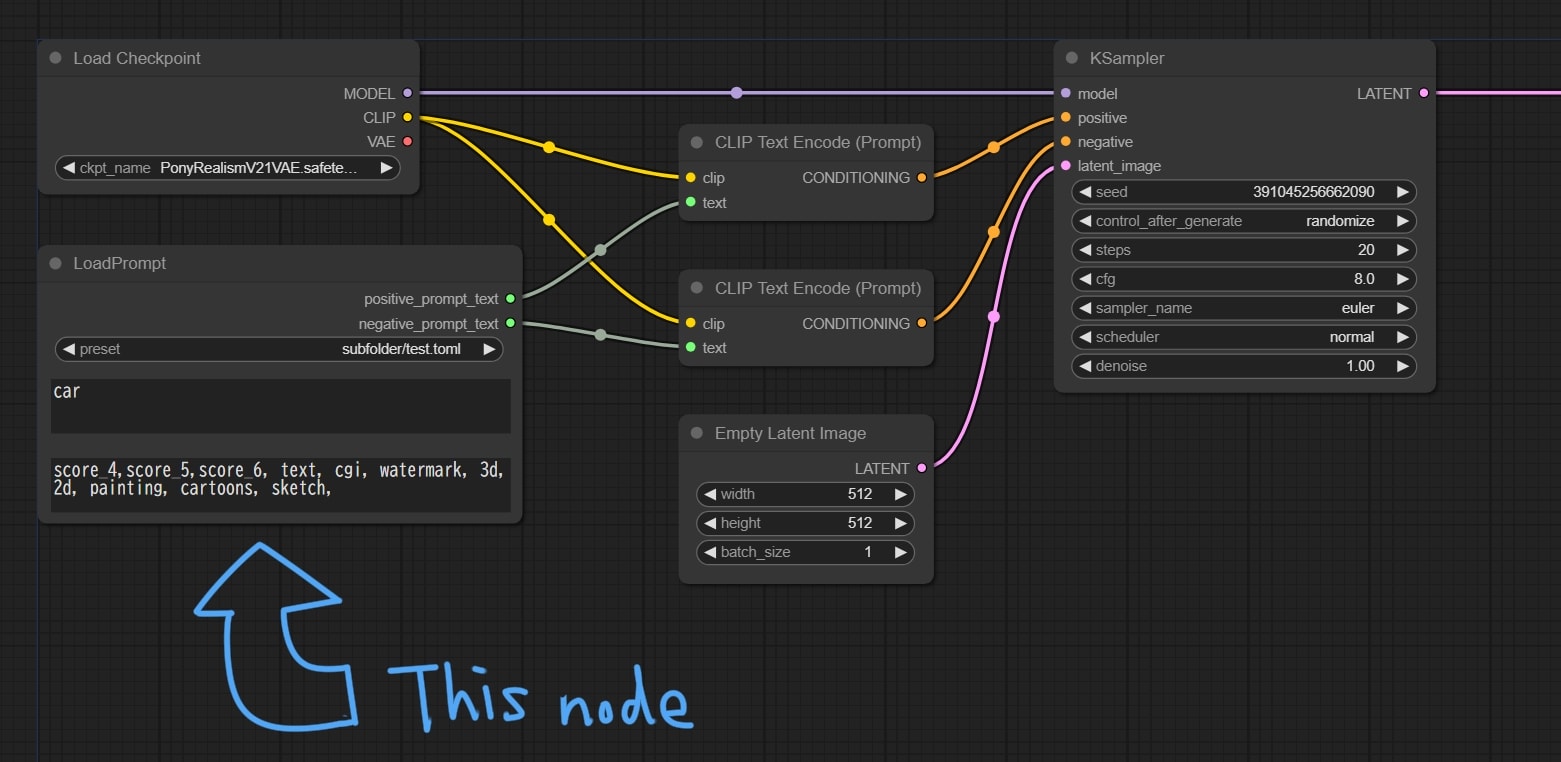 Load Checkpoint
MODEL
CLIP
VAE
ckpt_name PonyRealismV21VAE.safete...
LoadPrompt
positive_prompt_text
negative_prompt_text
preset subfolder/test.toml
car
score_4,score_5,score_6, text, cgi, watermark, 3d,
2d, painting, cartoons, sketch,
CLIP Text Encode (Prompt)
clip CONDITIONING
text
CLIP Text Encode (Prompt)
clip CONDITIONING
text
Empty Latent Image
LATENT
width 512
height 512
batch_size 1
KSampler
model LATENT
positive
negative
latent_image
seed 391045256662090
control_after_generate randomize
steps 20
cfg 8.0
sampler_name euler
scheduler normal
denoise 1.00
This node